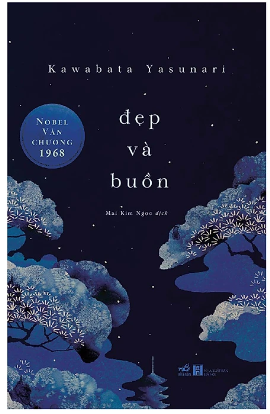 Kawabata Yasunari
NOBEL
VĂN
CHƯƠNG
1968
đẹp
và
buồn
Mai Kim Ngọc dịch